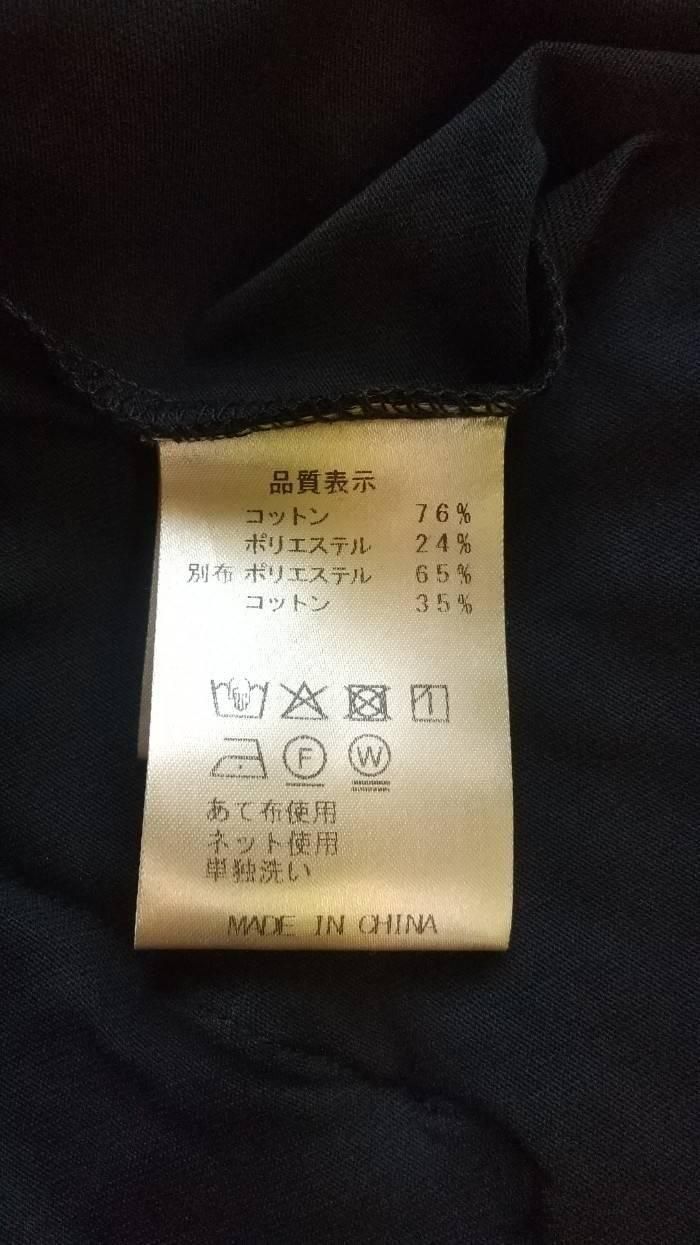 品質表示
コットン 76%
ポリエステル 24%
別布 ポリエステル 65%
コットン 35%
F W
あて布使用
ネット使用
単独洗い
MADE IN CHINA